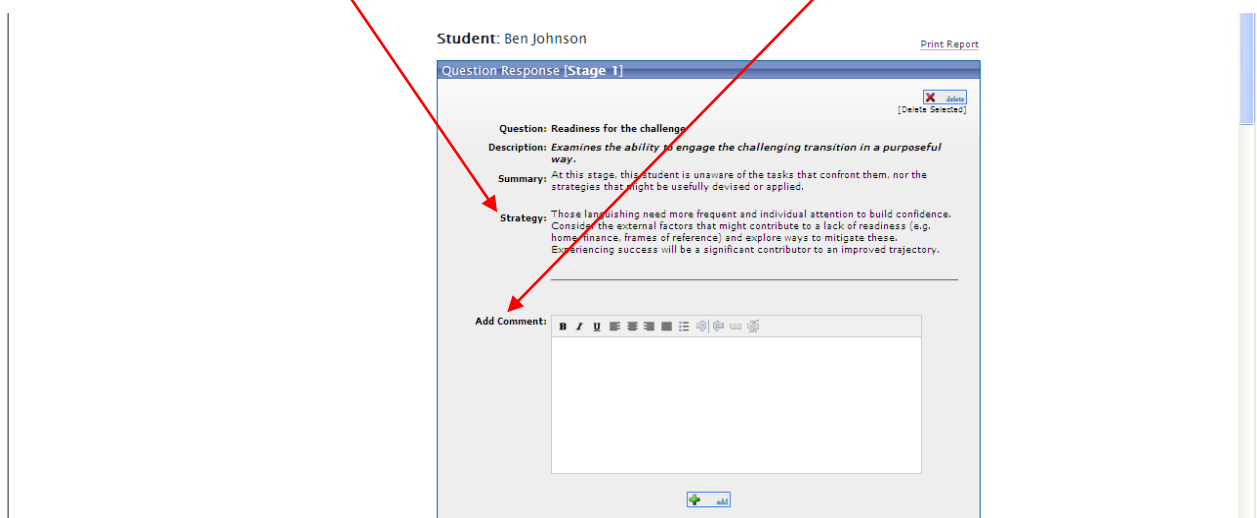 Student: Ben Johnson
Print Report
Question Response [Stage 1]
delete
[Delete Selected]
Question: Readiness for the challenge
Description: Examines the ability to engage the challenging transition in a purposeful
way.
Summary: At this stage, this student is unaware of the tasks that confront them, nor the
strategies that might be usefully devised or applied.
Strategy: Those languishing need more frequent and individual attention to build confidence.
Consider the external factors that might contribute to a lack of readiness (e.g.
home, finance, frames of reference) and explore ways to mitigate these.
Experiencing success will be a significant contributor to an improved trajectory.
Add Comment:
B I U
add